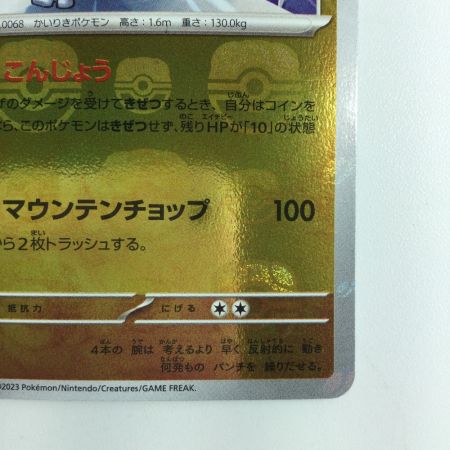 .0068 かいりきポケモン 高さ：1.6m 重さ：130.0kg
こんじょう
ザのダメージを受けてきぜつするとき、自分はコインを
ら、このポケモンはきぜつせず、残りHPが「10」の状態
マウンテンチョップ 100
から2枚トラッシュする。
抵抗力 にげる
4本の 腕は 考えるより 早く 反射的に 動き
何発もの パンチを 繰りだせる。
©2023 Pokémon/Nintendo/Creatures/GAME FREAK.